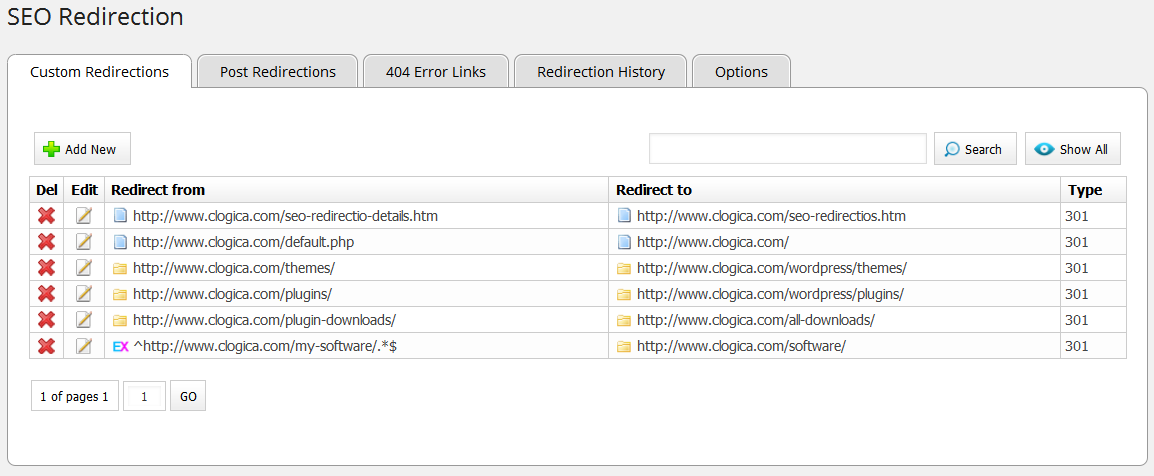 SEO Redirection
Custom Redirections Post Redirections 404 Error Links Redirection History Options
Add New Search Show All
Del Edit Redirect from Redirect to Type
http://www.clogica.com/seo-redirectio-details.htm http://www.clogica.com/seo-redirectios.htm 301
http://www.clogica.com/default.php http://www.clogica.com/ 301
http://www.clogica.com/themes/ http://www.clogica.com/wordpress/themes/ 301
http://www.clogica.com/plugins/ http://www.clogica.com/wordpress/plugins/ 301
http://www.clogica.com/plugin-downloads/ http://www.clogica.com/all-downloads/ 301
EX ^http://www.clogica.com/my-software/.*$ http://www.clogica.com/software/ 301
1 of pages 1 1 GO